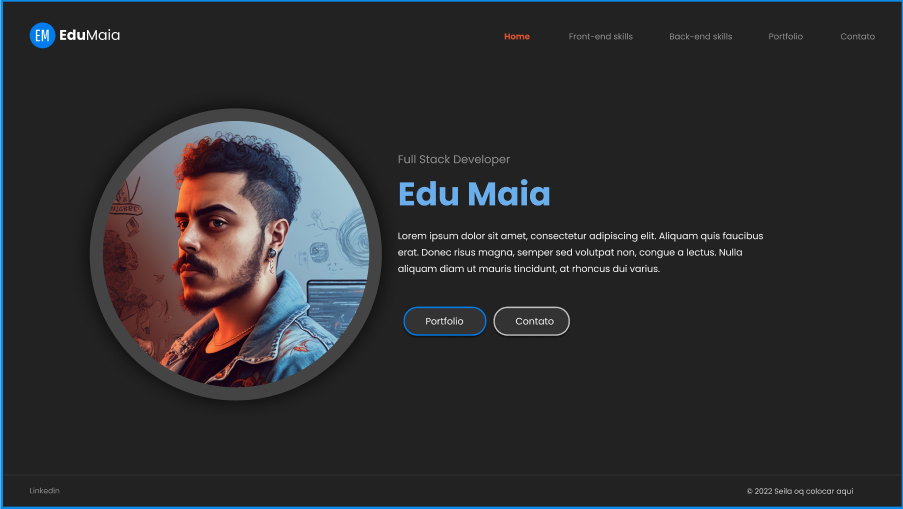 EM EduMaia
Home Front-end skills Back-end skills Portfolio Contato
Full Stack Developer
Edu Maia
Lorem ipsum dolor sit amet, consectetur adipiscing elit. Aliquam quis faucibus
erat. Donec risus magna, semper sed volutpat non, congue a lectus. Nulla
aliquam diam ut mauris tincidunt, at rhoncus dui varius.
Portfolio Contato
Linkedin
© 2022 Seila oq colocar aqui